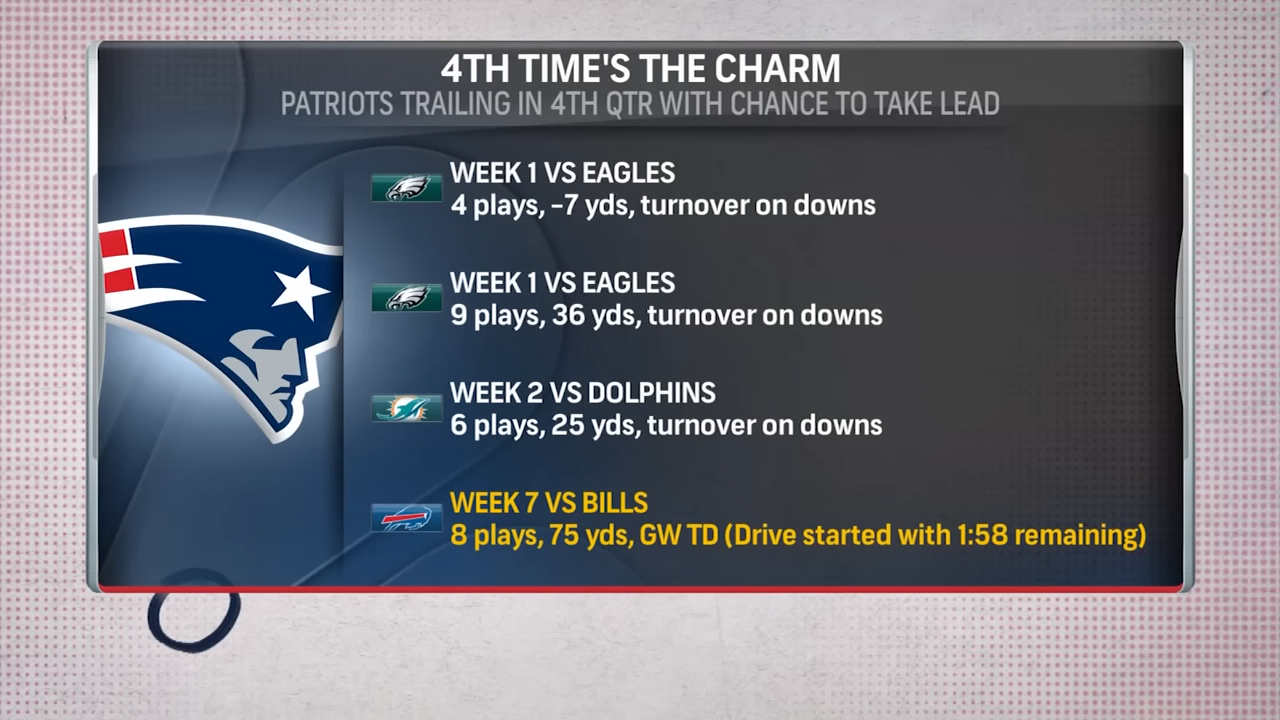 4TH TIME'S THE CHARM
PATRIOTS TRAILING IN 4TH QTR WITH CHANCE TO TAKE LEAD
WEEK 1 VS EAGLES
4 plays, -7 yds, turnover on downs
WEEK 1 VS EAGLES
9 plays, 36 yds, turnover on downs
WEEK 2 VS DOLPHINS
6 plays, 25 yds, turnover on downs
WEEK 7 VS BILLS
8 plays, 75 yds, GW TD (Drive started with 1:58 remaining)